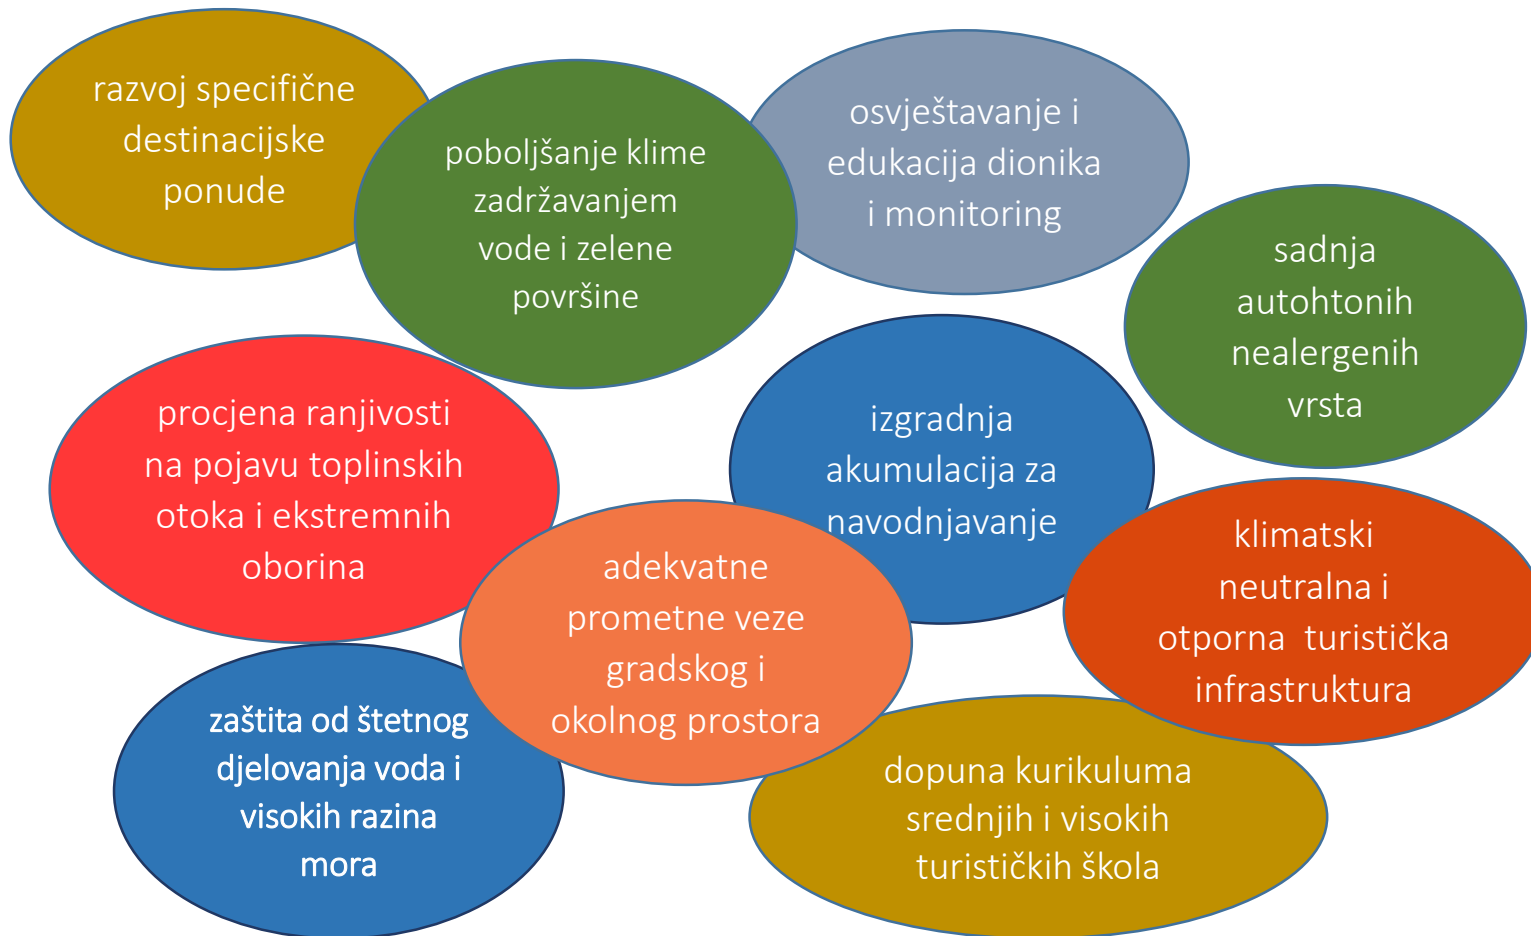 razvoj specifične
destinacijske
ponude
poboljšanje klime
zadržavanjem
vode i zelene
površine
osvještavanje i
edukacija dionika
i monitoring
sadnja
autohtonih
nealergenih
vrsta
procjena ranjivosti
na pojavu toplinskih
otoka i ekstremnih
oborina
izgradnja
akumulacija za
navodnjavanje
adekvatne
prometne veze
gradskog i
okolnog prostora
klimatski
neutralna i
otporna  turistička
infrastruktura
zaštita od štetnog
djelovanja voda i
visokih razina
mora
dopuna kurikuluma
srednjih i visokih
turističkih škola